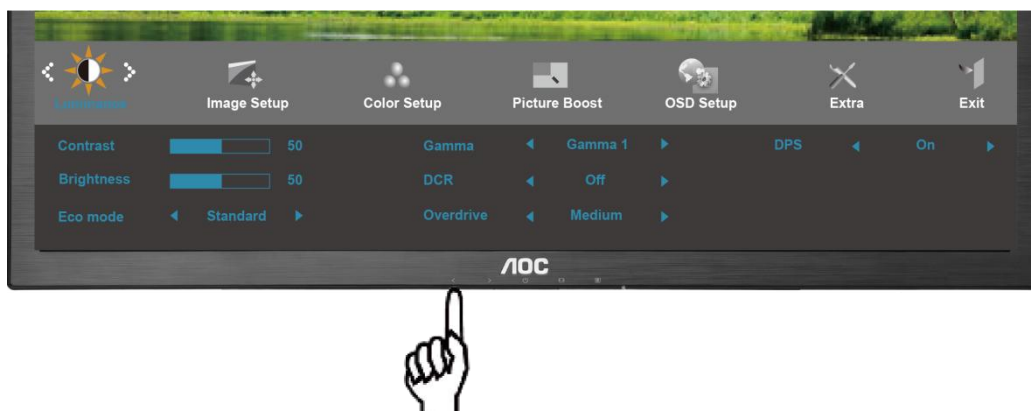 Luminance Image Setup Color Setup Picture Boost OSD Setup Extra Exit
Contrast 50 Gamma Gamma 1 DPS On
Brightness 50 DCR Off
Eco mode Standard Overdrive Medium
AOC